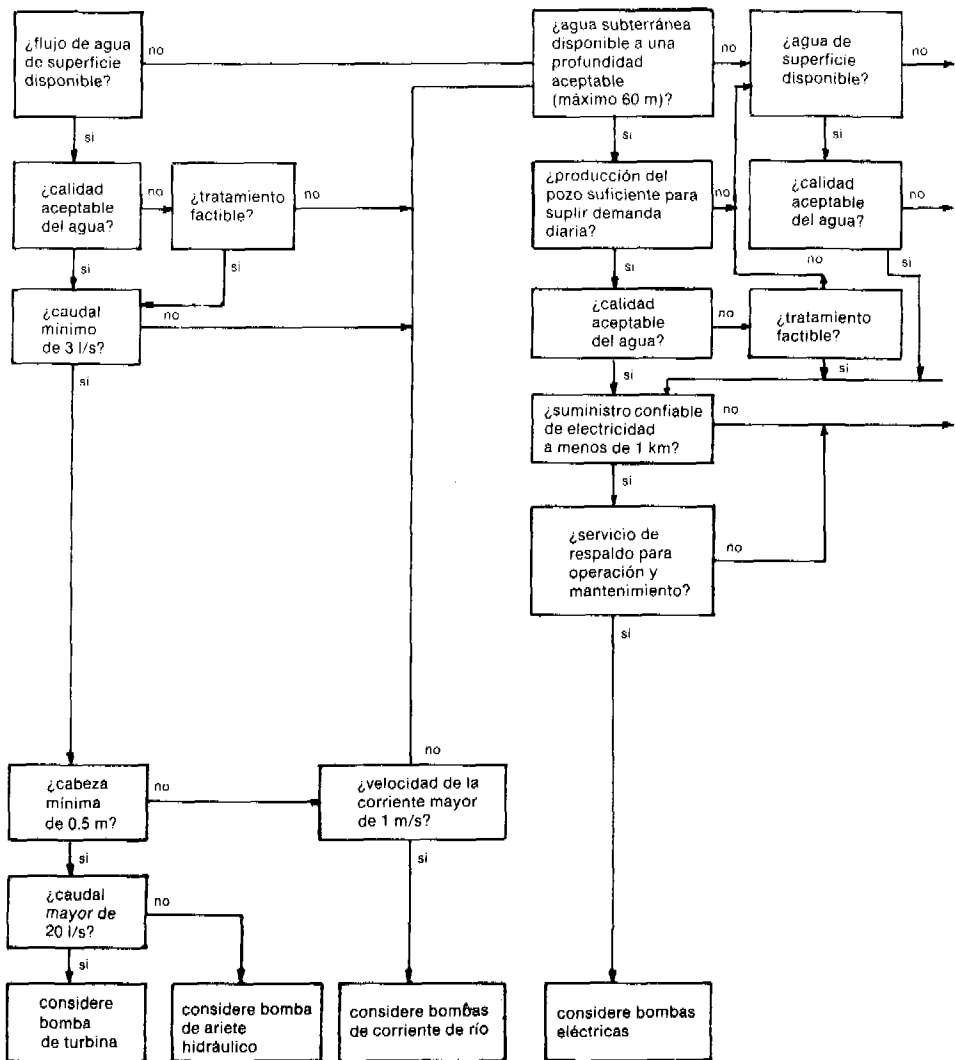 ¿flujo de agua
de superficie
disponible?
no
si
¿calidad
aceptable
del agua?
no
si
¿tratamiento
factible?
no
si
¿caudal
mínimo
de 3 l/s?
no
si
¿cabeza
mínima
de 0.5 m?
no
si
¿velocidad de la
corriente mayor
de 1 m/s?
no
si
¿caudal
mayor de
20 l/s?
no
si
considere
bomba
de turbina
considere bomba
de ariete
hidráulico
considere bombas
de corriente de río
¿agua subterránea
disponible a una
profundidad
aceptable
(máximo 60 m)?
no
si
¿agua de
superficie
disponible?
no
si
¿producción del
pozo suficiente para
suplir demanda
diaria?
no
si
¿calidad
aceptable
del agua?
no
si
¿calidad
aceptable
del agua?
no
si
¿tratamiento
factible?
no
si
¿suministro confiable
de electricidad
a menos de 1 km?
no
si
¿servicio de
respaldo para
operación y
mantenimiento?
no
si
considere bombas
eléctricas